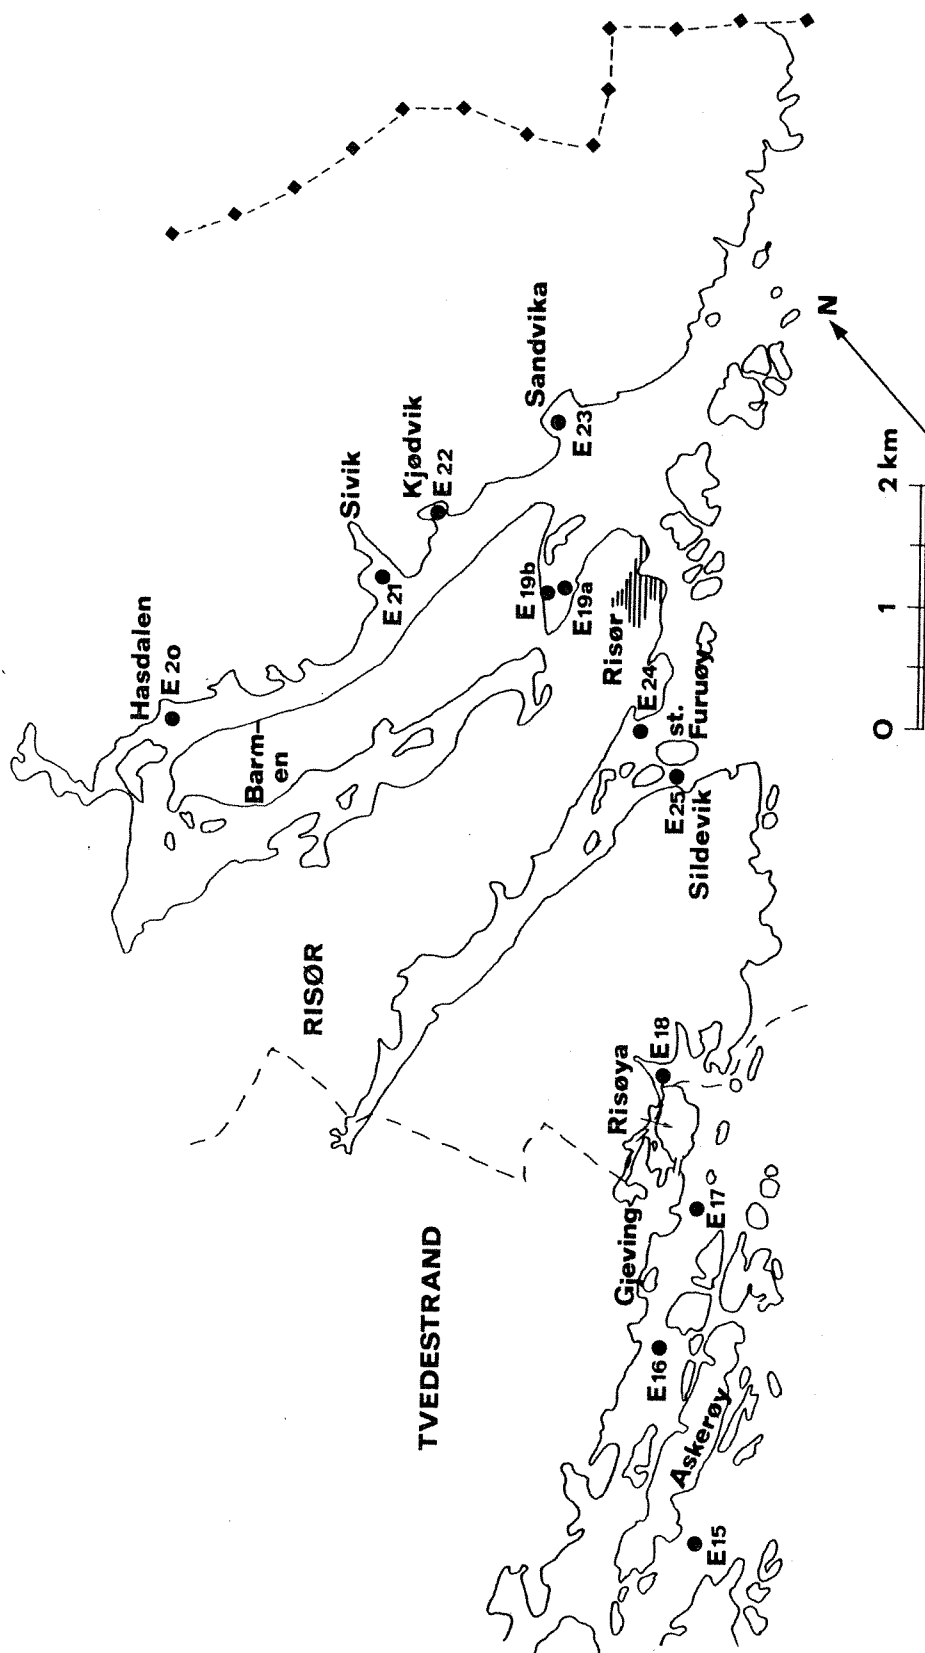 Hasdalen
E 20
Sivik
E 21
Kjødvik
E 22
Sandvika
E 23
Barm-
en
E 19b
E 19a
Risør
E 24
st.
Furuøy
E 25
Sildevik
RISØR
TVEDESTRAND
Risøya
E 18
Gjeving
E 17
E 16
Askerøy
E 15
N
0 1 2 km